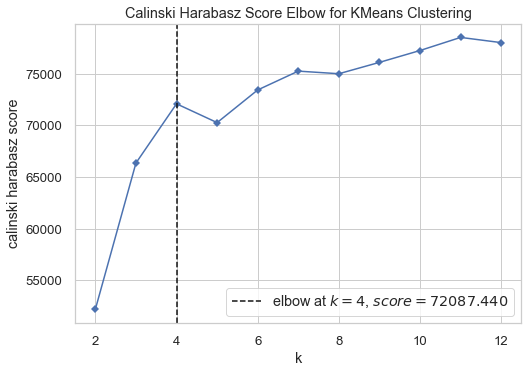 Calinski Harabasz Score Elbow for KMeans Clustering
calinski harabasz score
75000
70000
65000
60000
55000
elbow at k = 4, score = 72087.440
2 4 6 8 10 12
k